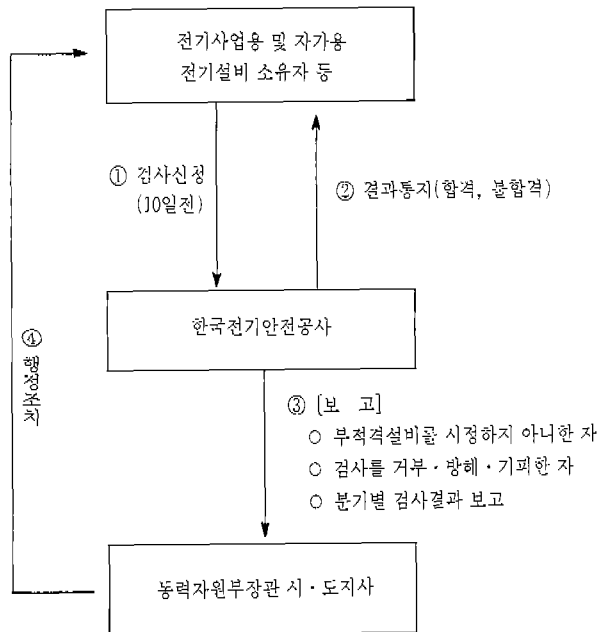 전기사업용 및 자가용
전기설비 소유자 등
① 검사신청
(10일전)
② 결과통지(합격, 불합격)
한국전기안전공사
④ 행정조치
③ [보 고]
○ 부적격설비를 시정하지 아니한 자
○ 검사를 거부·방해·기피한 자
○ 분기별 검사결과 보고
동력자원부장관 시·도지사